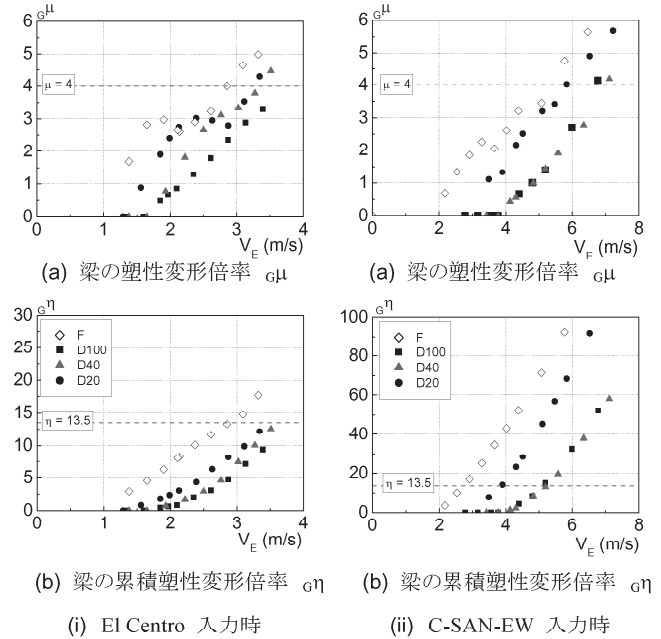 Gμ
6
5
4
3
2
1
0
μ = 4
0 1 2 3 4
V_E (m/s)
(a) 梁の塑性変形倍率 Gμ
Gμ
6
5
4
3
2
1
0
μ = 4
0 2 4 6 8
V_E (m/s)
(a) 梁の塑性変形倍率 Gμ
Gη
30
25
20
15
10
5
0
F
D100
D40
D20
η = 13.5
0 1 2 3 4
V_E (m/s)
(b) 梁の累積塑性変形倍率 Gη
(i) El Centro 入力時
Gη
100
80
60
40
20
0
F
D100
D40
D20
η = 13.5
0 2 4 6 8
V_E (m/s)
(b) 梁の累積塑性変形倍率 Gη
(ii) C-SAN-EW 入力時